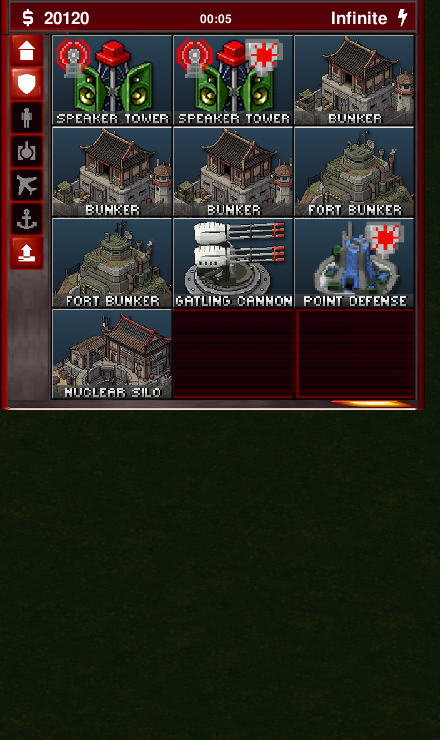 $ 20120 00:05 Infinite
SPEAKER TOWER SPEAKER TOWER BUNKER
BUNKER BUNKER FORT BUNKER
FORT BUNKER GATLING CANNON POINT DEFENSE
NUCLEAR SILO